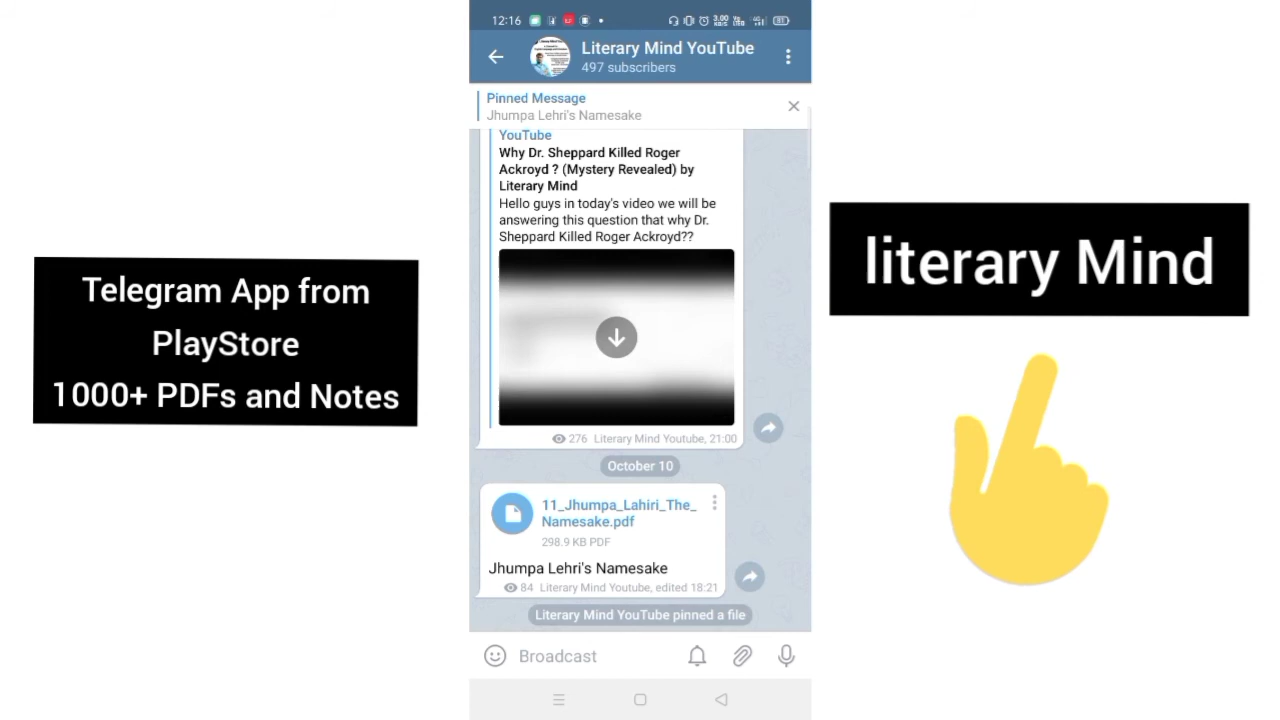 12:16
3.00
KB/S
81
Literary Mind YouTube
497 subscribers
Pinned Message
Jhumpa Lehri's Namesake
YouTube
Why Dr. Sheppard Killed Roger
Ackroyd ? (Mystery Revealed) by
Literary Mind
Hello guys in today's video we will be
answering this question that why Dr.
Sheppard Killed Roger Ackroyd??
276 Literary Mind Youtube, 21:00
October 10
11_Jhumpa_Lahiri_The_
Namesake.pdf
298.9 KB PDF
Jhumpa Lehri's Namesake
84 Literary Mind Youtube, edited 18:21
Literary Mind YouTube pinned a file
Broadcast
Telegram App from
PlayStore
1000+ PDFs and Notes
literary Mind